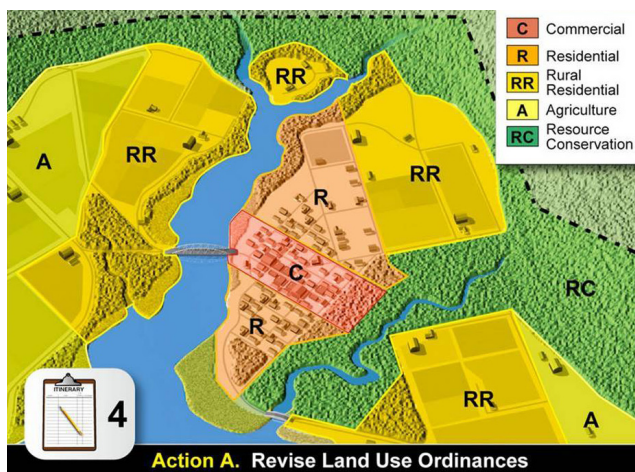 C Commercial
R Residential
RR Rural
Residential
A Agriculture
RC Resource
Conservation
RR
A
RR
R
RR
C
RC
R
RR
A
ITINERARY
4
Action A. Revise Land Use Ordinances